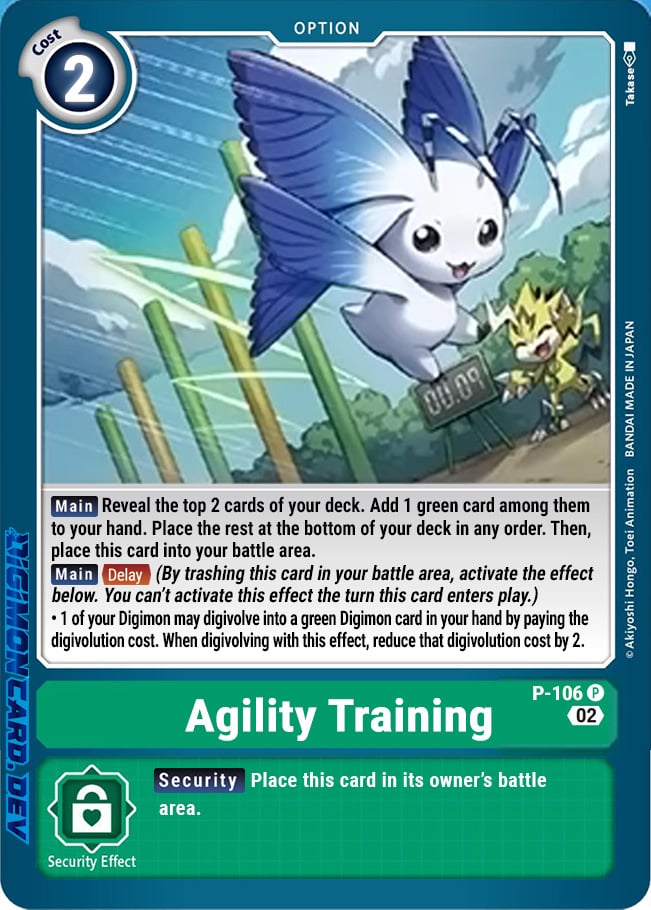 OPTION
Cost
2
Takase
00.09
Main Reveal the top 2 cards of your deck. Add 1 green card among them
to your hand. Place the rest at the bottom of your deck in any order. Then,
place this card into your battle area.
Main Delay (By trashing this card in your battle area, activate the effect
below. You can't activate this effect the turn this card enters play.)
• 1 of your Digimon may digivolve into a green Digimon card in your hand by paying the
digivolution cost. When digivolving with this effect, reduce that digivolution cost by 2.
© Akiyoshi Hongo, Toei Animation BANDAI MADE IN JAPAN
DIGIMONCARD.DEV
P-106 P
Agility Training
02
Security Place this card in its owner's battle
area.
Security Effect